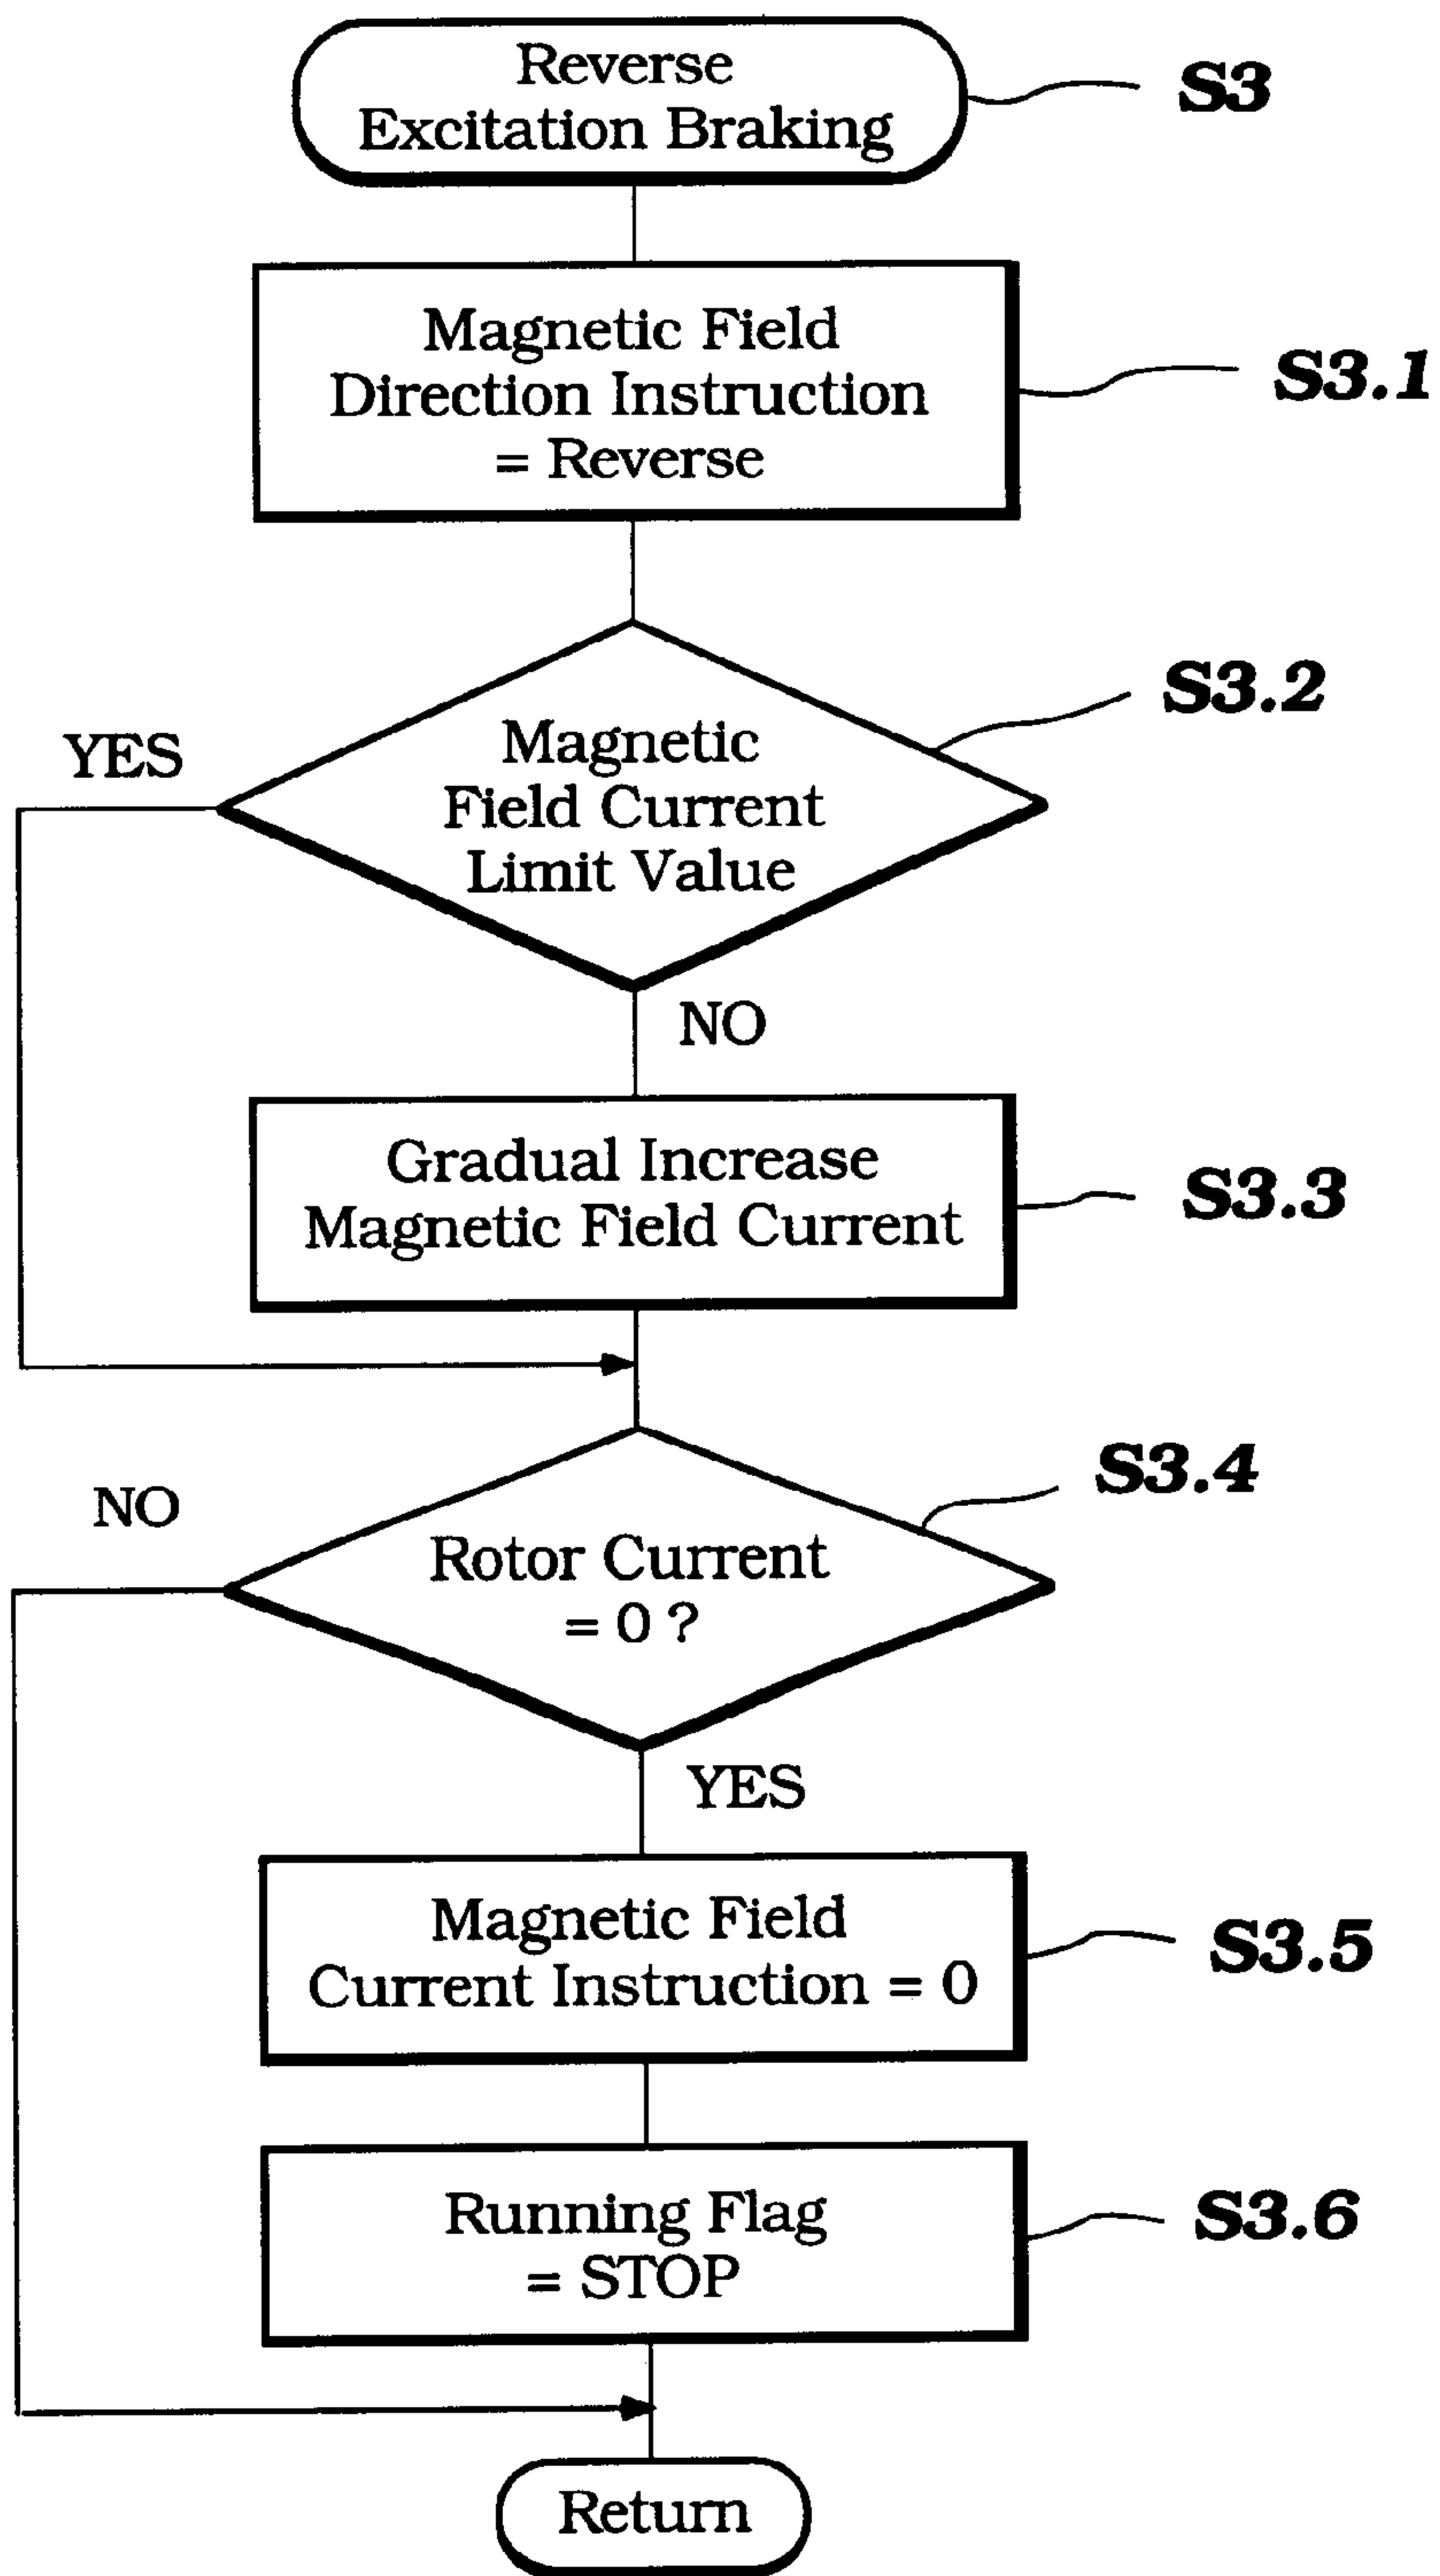 Reverse
Excitation Braking
S3
Magnetic Field
Direction Instruction
= Reverse
S3.1
S3.2
YES
Magnetic
Field Current
Limit Value
NO
Gradual Increase
Magnetic Field Current
S3.3
S3.4
NO
Rotor Current
= 0 ?
YES
Magnetic Field
Current Instruction = 0
S3.5
Running Flag
= STOP
S3.6
Return